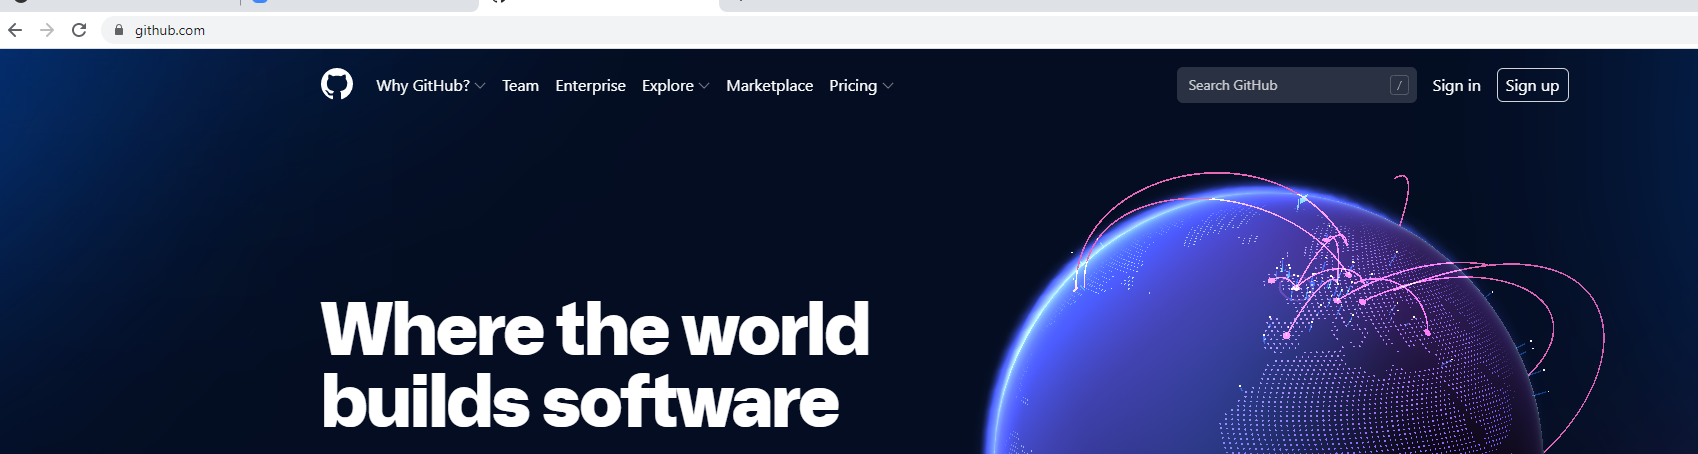 github.com
Why GitHub? Team Enterprise Explore Marketplace Pricing Search GitHub / Sign in Sign up
Where the world
builds software